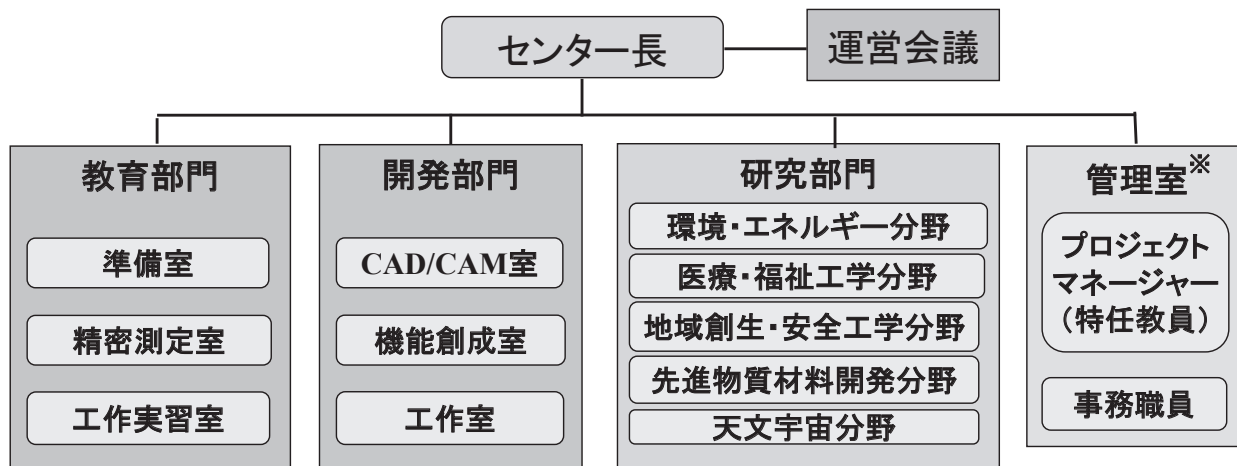 センター長
運営会議
教育部門
準備室
精密測定室
工作実習室
開発部門
CAD/CAM室
機能創成室
工作室
研究部門
環境・エネルギー分野
医療・福祉工学分野
地域創生・安全工学分野
先進物質材料開発分野
天文宇宙分野
管理室※
プロジェクト
マネージャー
（特任教員）
事務職員